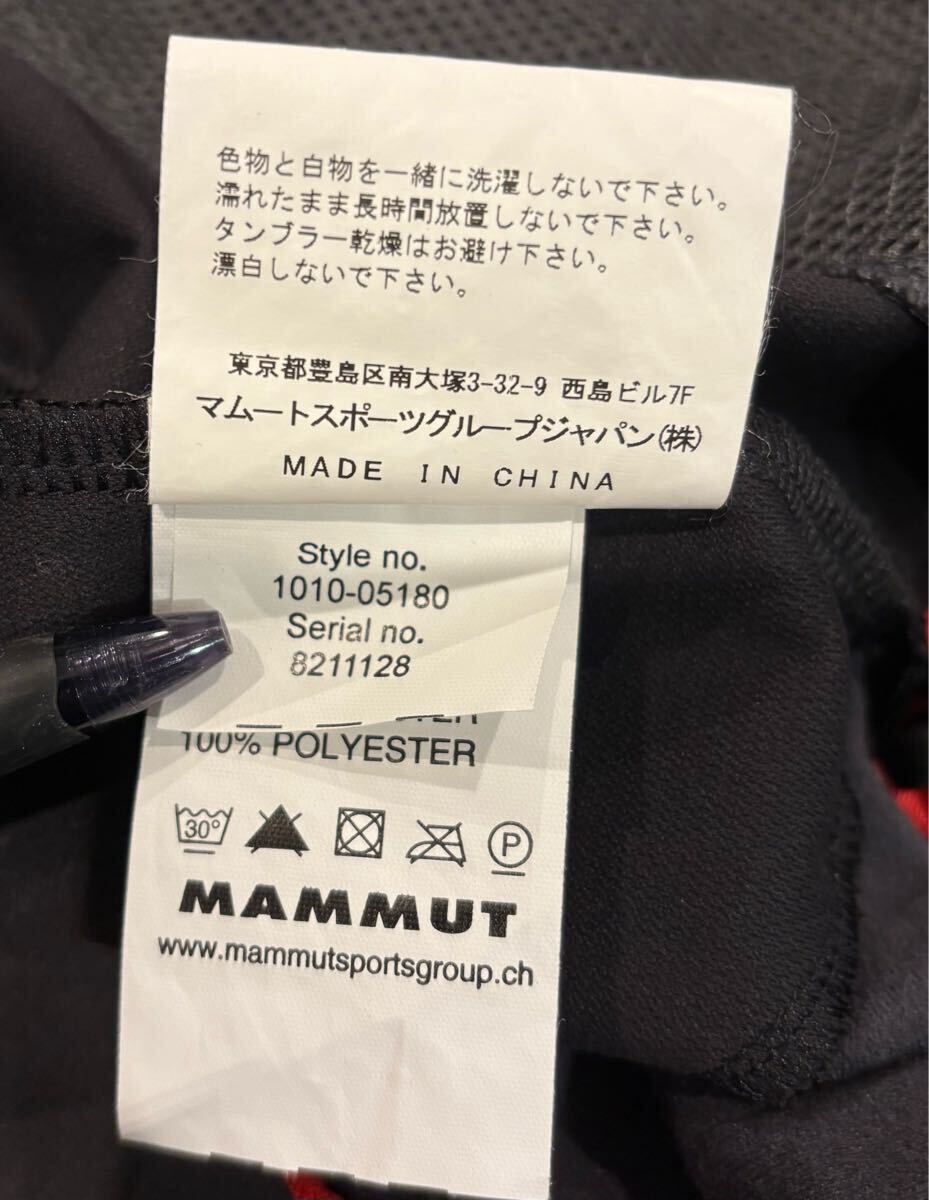 色物と白物を一緒に洗濯しないで下さい。
濡れたまま長時間放置しないで下さい。
タンブラー乾燥はお避け下さい。
漂白しないで下さい。
東京都豊島区南大塚3-32-9 西島ビル7F
マムートスポーツグループジャパン(株)
MADE IN CHINA
Style no.
1010-05180
Serial no.
8211128
100% POLYESTER
30°
P
MAMMUT
www.mammutsportsgroup.ch